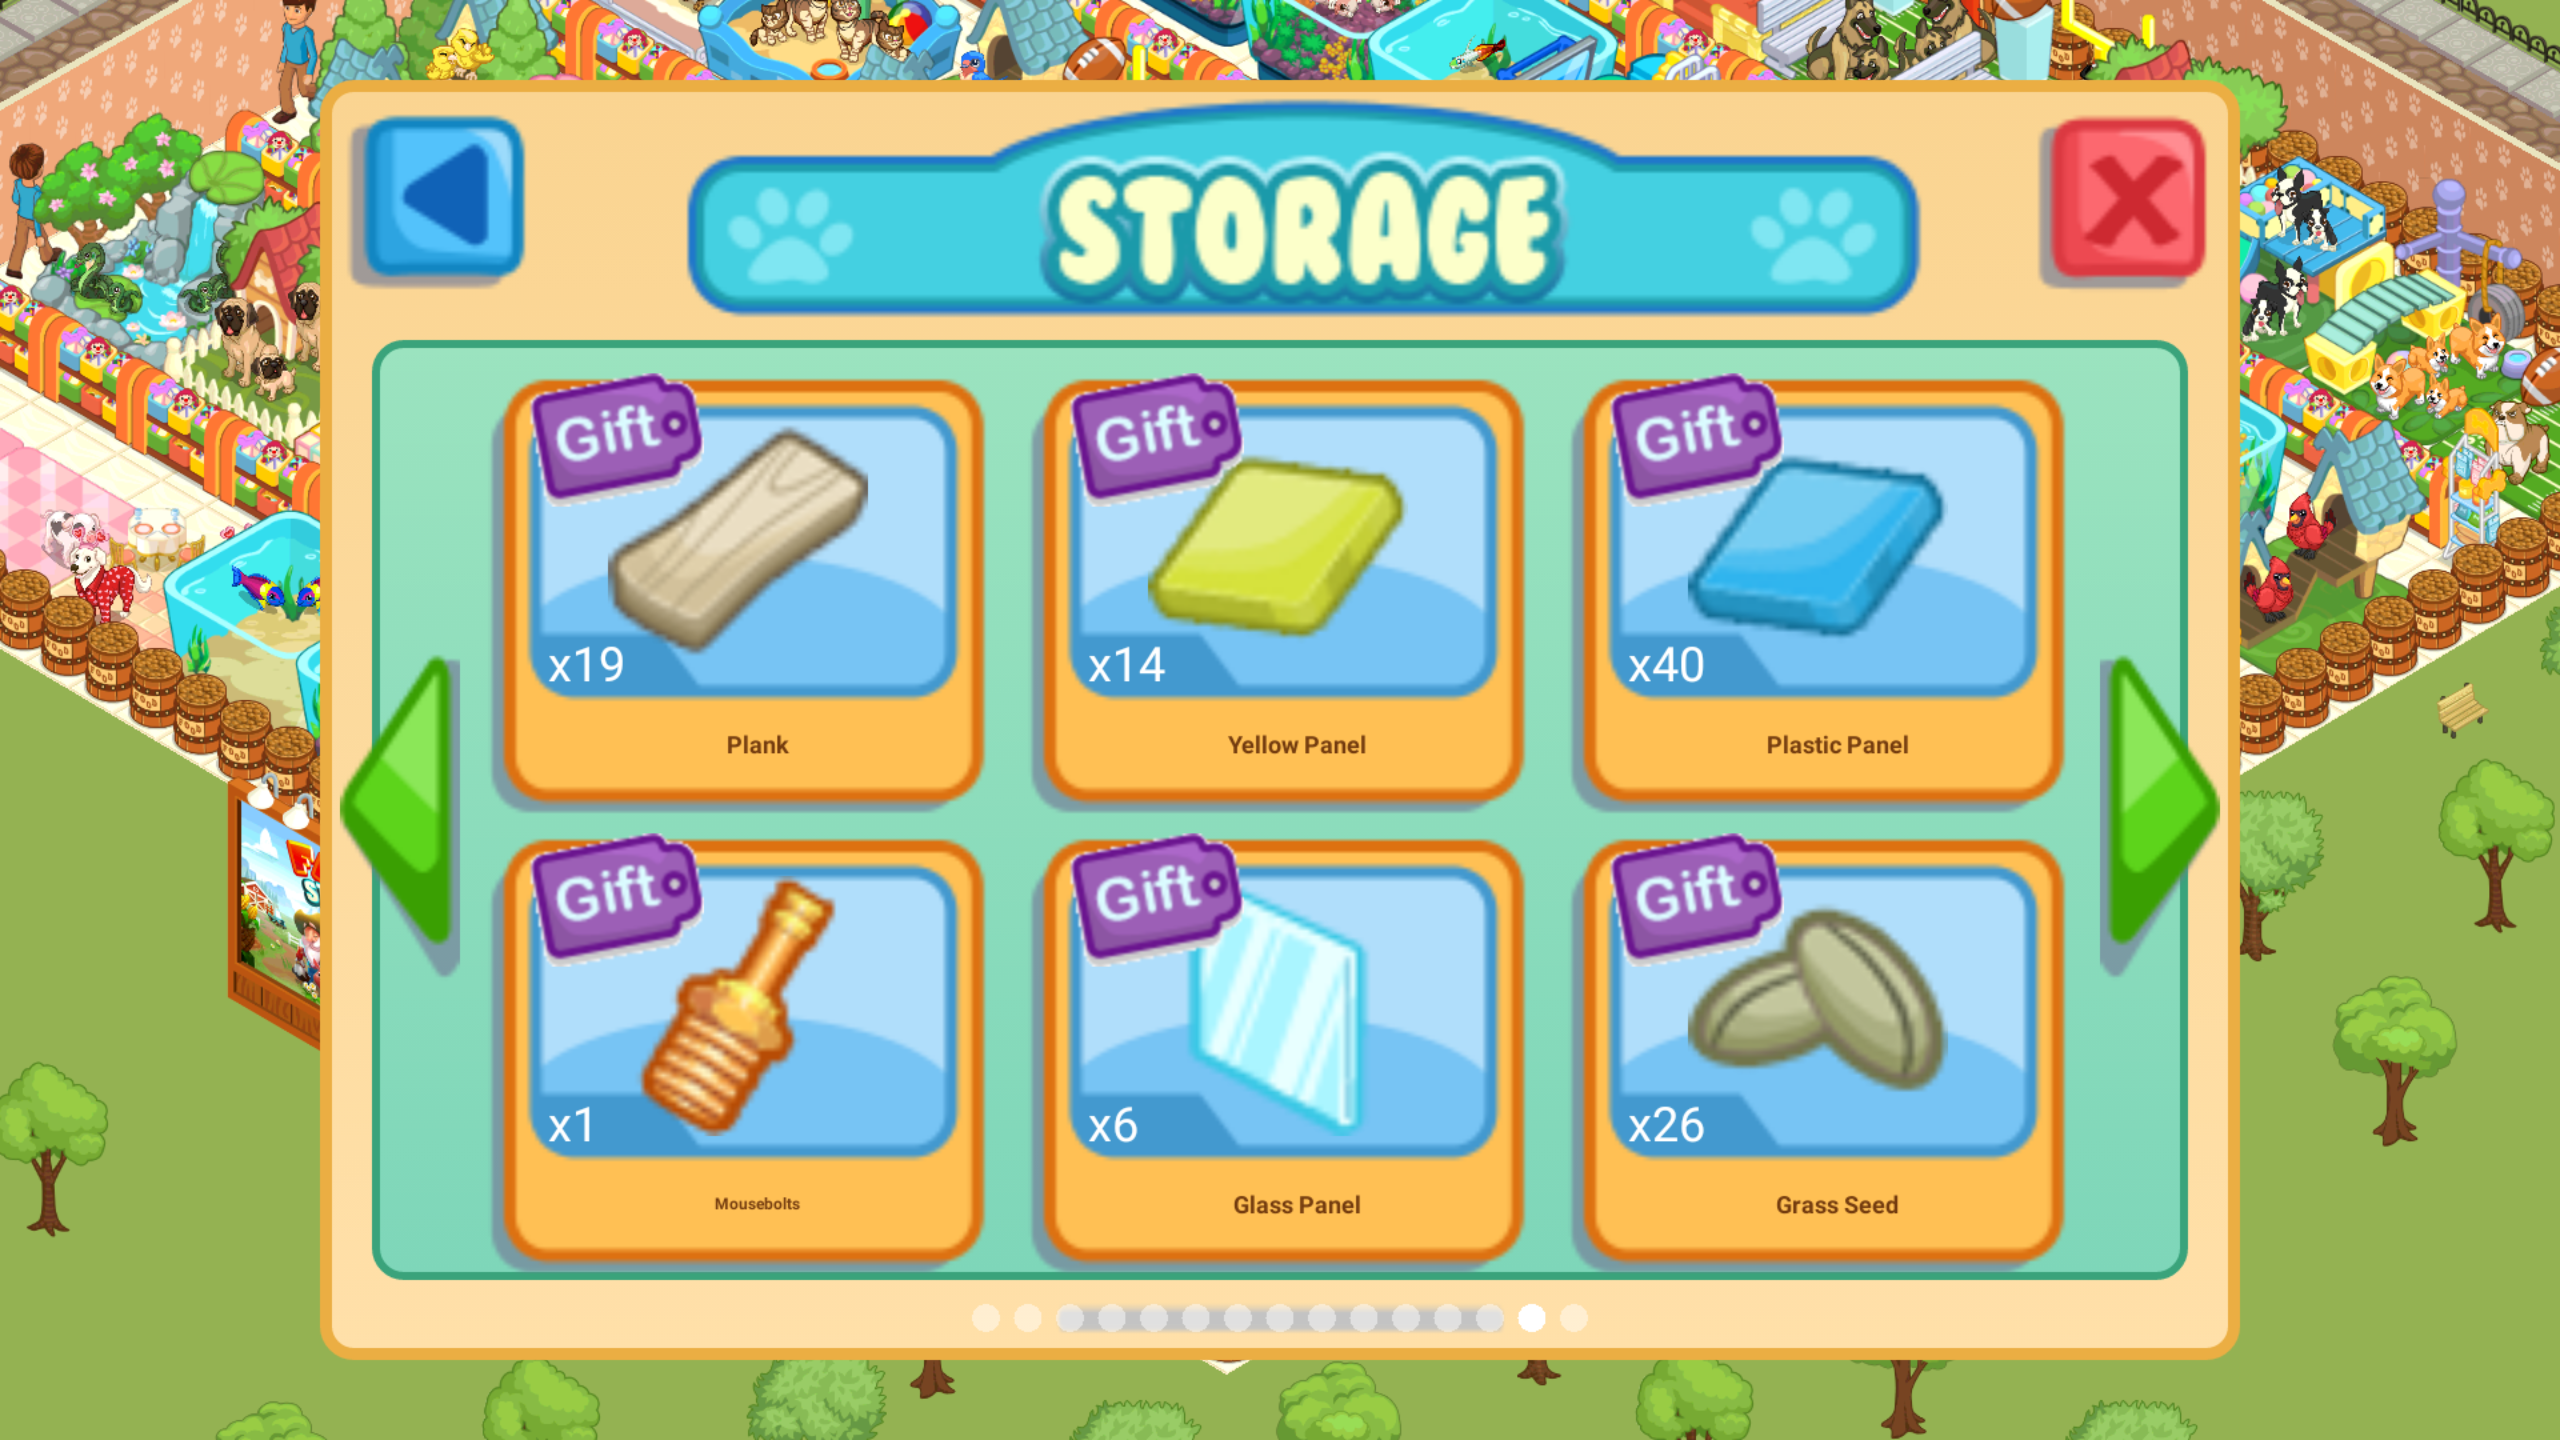 STORAGE
Gift
x19
Plank
Gift
x14
Yellow Panel
Gift
x40
Plastic Panel
Gift
x1
Mousebolts
Gift
x6
Glass Panel
Gift
x26
Grass Seed